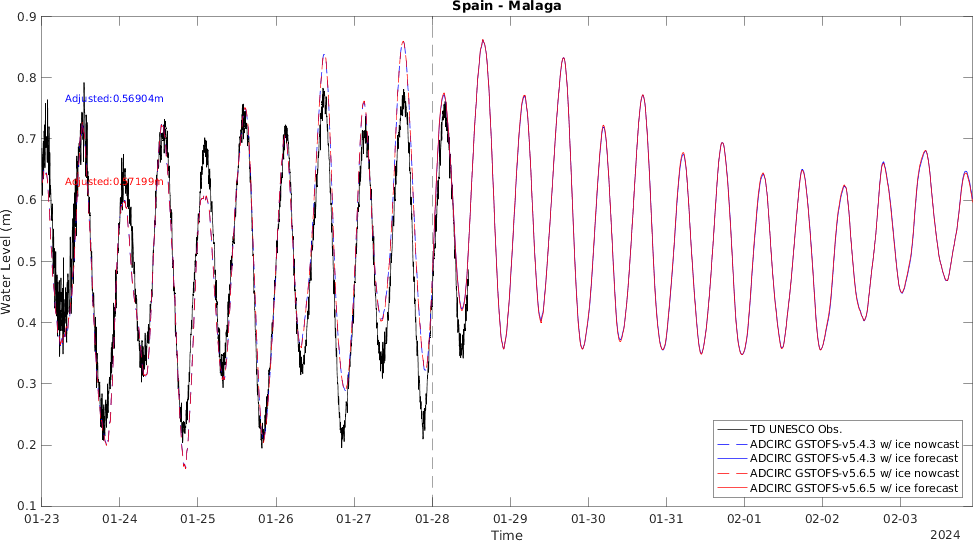 Spain - Malaga
0.9
0.8
0.7
0.6
0.5
0.4
0.3
0.2
0.1
Water Level (m)
Adjusted:0.56904m
Adjusted:0.57199m
TD UNESCO Obs.
ADCIRC GSTOFS-v5.4.3 w/ ice nowcast
ADCIRC GSTOFS-v5.4.3 w/ ice forecast
ADCIRC GSTOFS-v5.6.5 w/ ice nowcast
ADCIRC GSTOFS-v5.6.5 w/ ice forecast
01-23 01-24 01-25 01-26 01-27 01-28 01-29 01-30 01-31 02-01 02-02 02-03
Time
2024